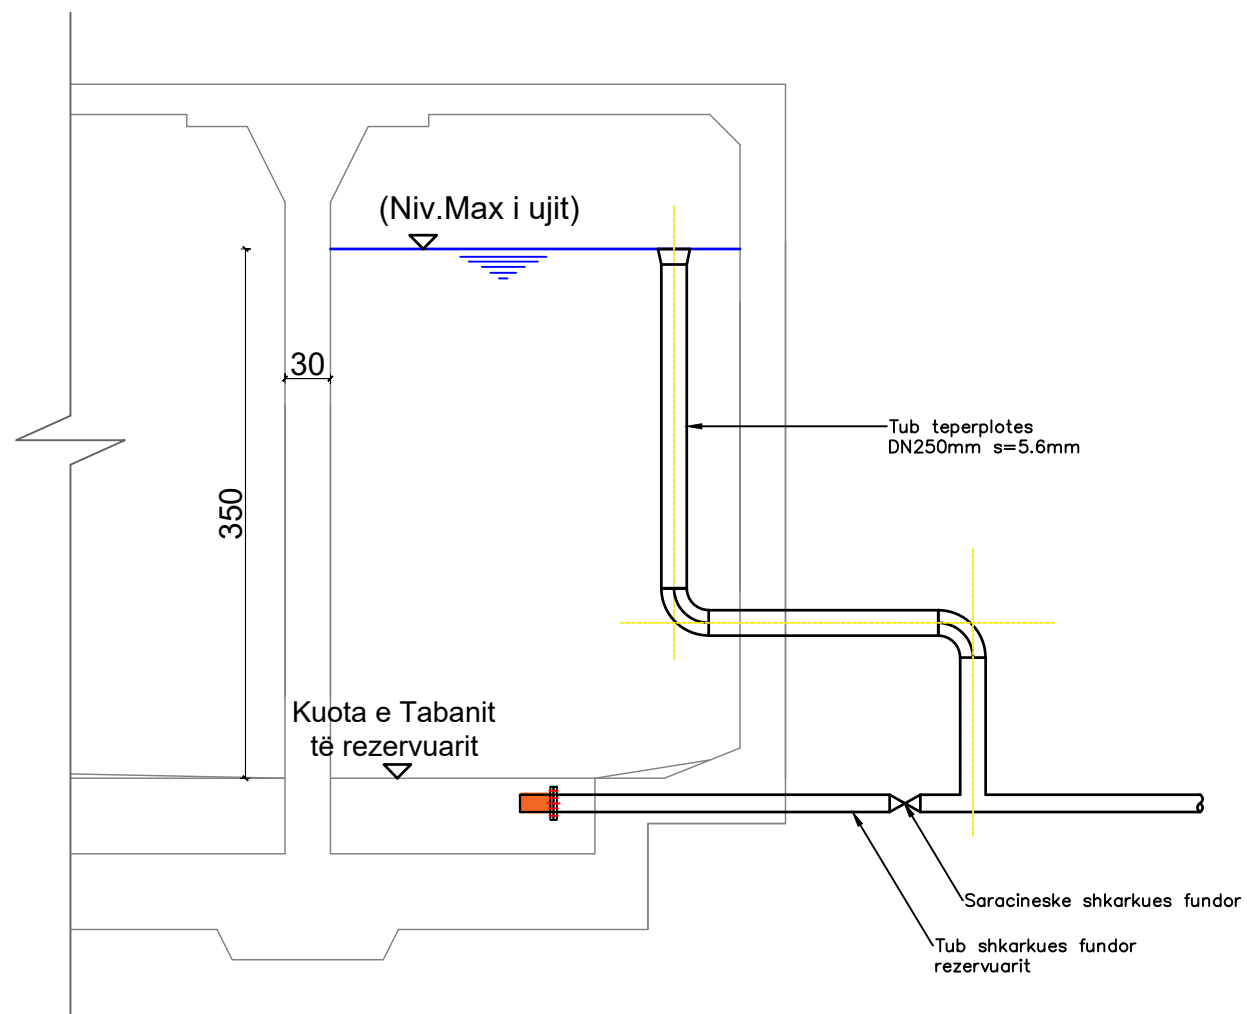 (Niv.Max i ujit)
30
Tub teperplotes
DN250mm s=5.6mm
350
Kuota e Tabanit
të rezervuarit
Saracineske shkarkues fundor
Tub shkarkues fundor
rezervuarit